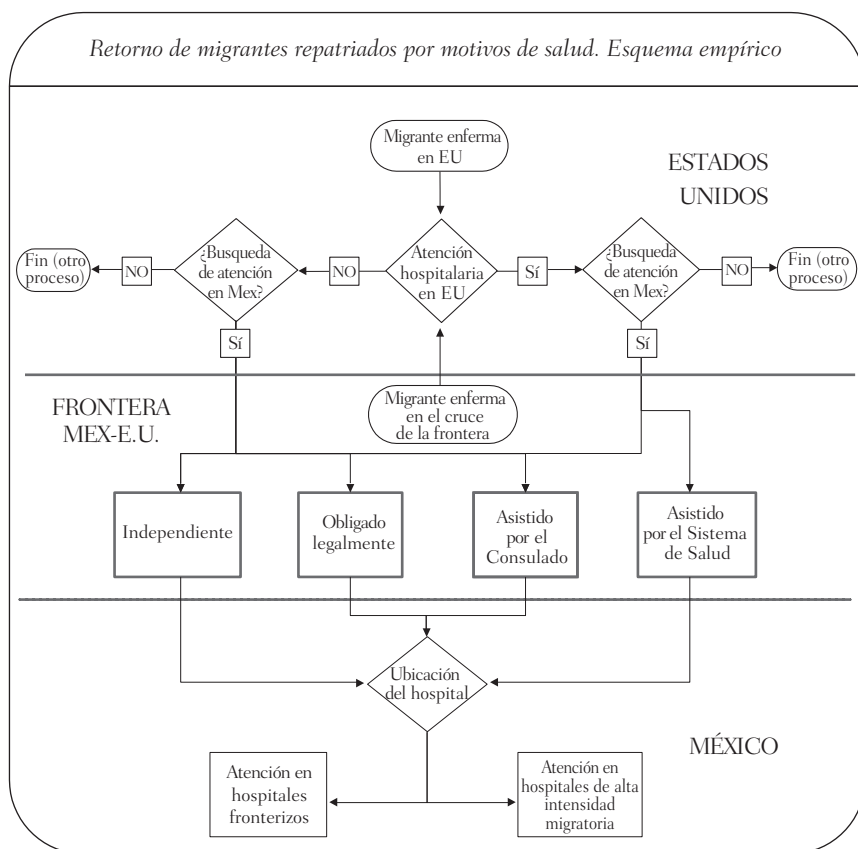 Retorno de migrantes repatriados por motivos de salud. Esquema empírico
Migrante enferma
en EU
ESTADOS
UNIDOS
Fin (otro
proceso)
NO
¿Busqueda
de atención
en Mex?
NO
Atención
hospitalaria
en EU
Sí
¿Busqueda
de atención
en Mex?
NO
Fin (otro
proceso)
Sí
Sí
FRONTERA
MEX-E.U.
Migrante enferma
en el cruce
de la frontera
Independiente
Obligado
legalmente
Asistido
por el
Consulado
Asistido
por el Sistema
de Salud
Ubicación
del hospital
MÉXICO
Atención en
hospitales
fronterizos
Atención en
hospitales de alta
intensidad
migratoria